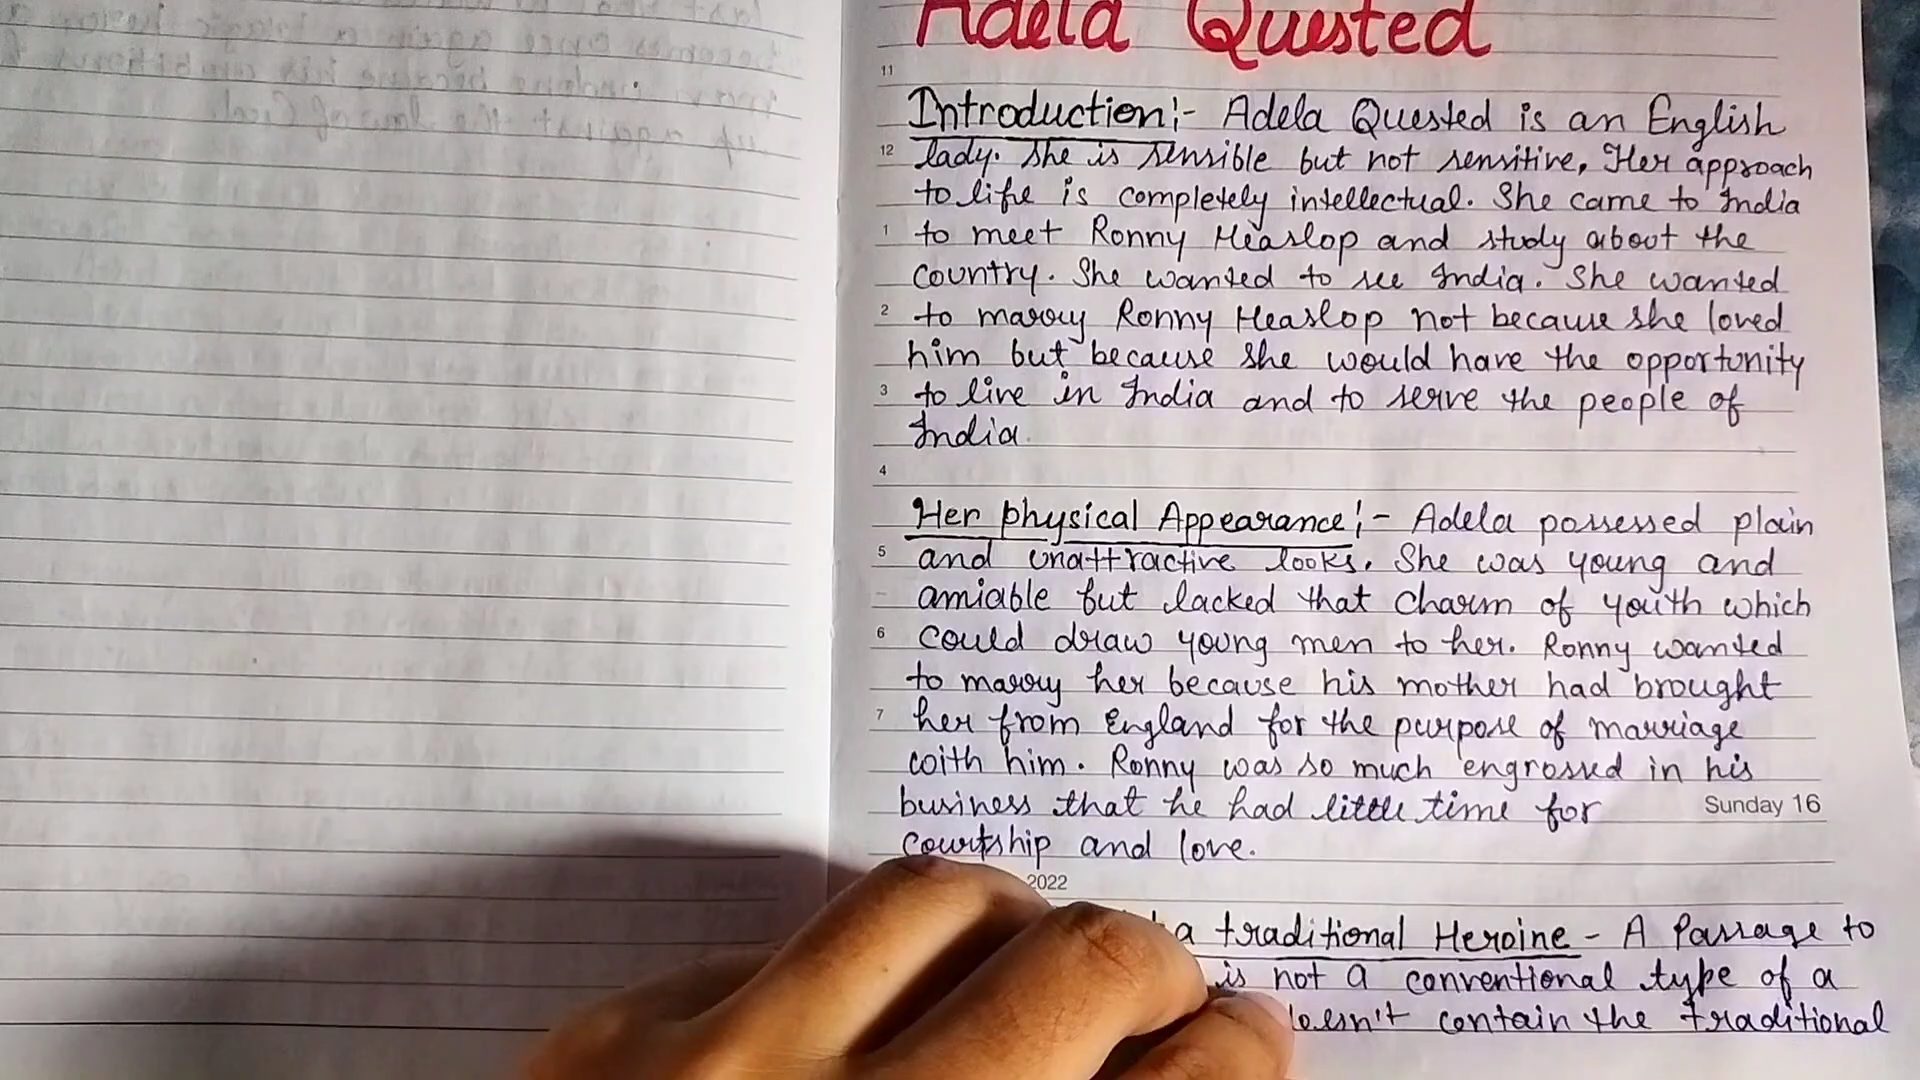 Adela Quested
11
Introduction:- Adela Quested is an English
12 lady. She is sensible but not sensitive, Her approach
to life is completely intellectual. She came to India
1 to meet Ronny Heaslop and study about the
country. She wanted to see India. She wanted
2 to marry Ronny Heaslop not because she loved
him but because she would have the opportunity
3 to live in India and to serve the people of
India.
4
Her physical Appearance:- Adela possessed plain
5 and unattractive looks. She was young and
amiable but lacked that charm of youth which
6 could draw young men to her. Ronny wanted
to marry her because his mother had brought
7 her from England for the purpose of marriage
with him. Ronny was so much engrossed in his
business that he had little time for
Sunday 16
courtship and love.
2022
a traditional Heroine - A Passage to
is not a conventional type of a
doesn't contain the traditional